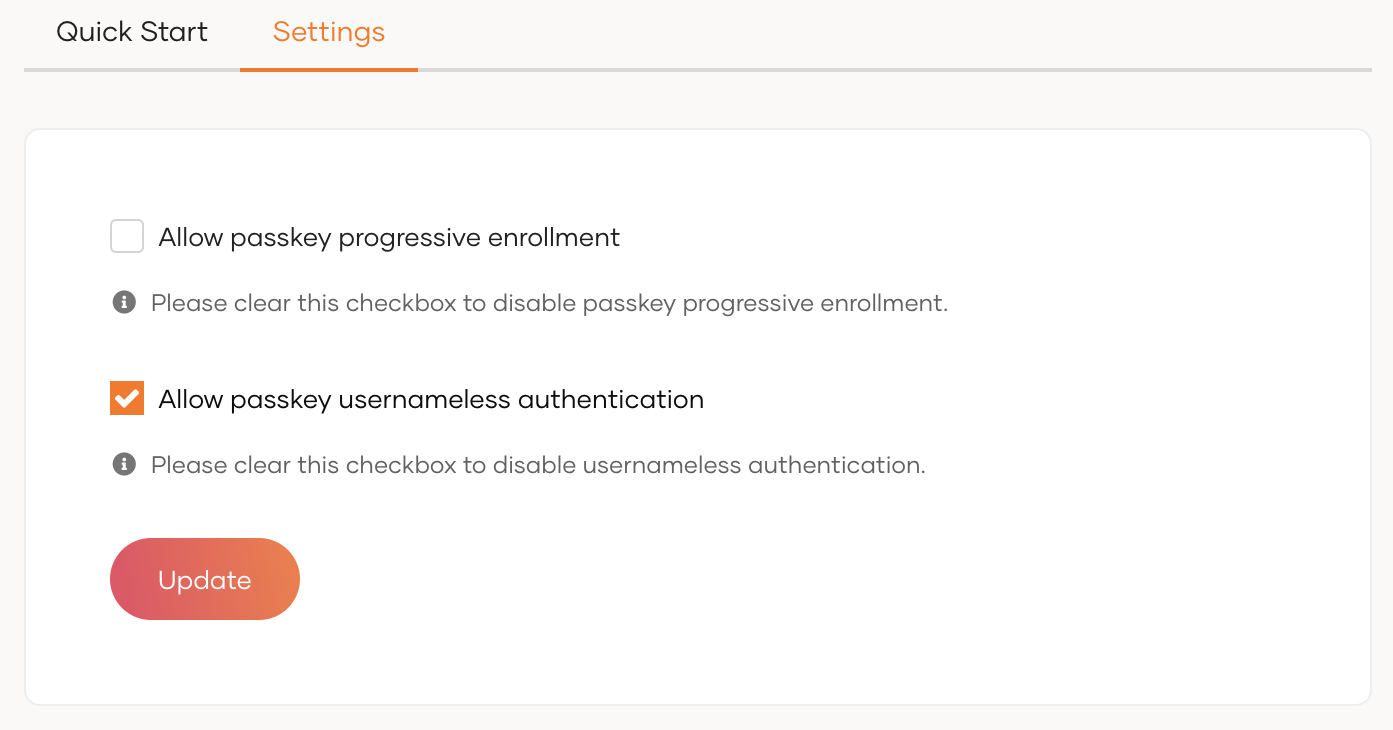 Quick Start
Settings
Allow passkey progressive enrollment
Please clear this checkbox to disable passkey progressive enrollment.
Allow passkey usernameless authentication
Please clear this checkbox to disable usernameless authentication.
Update